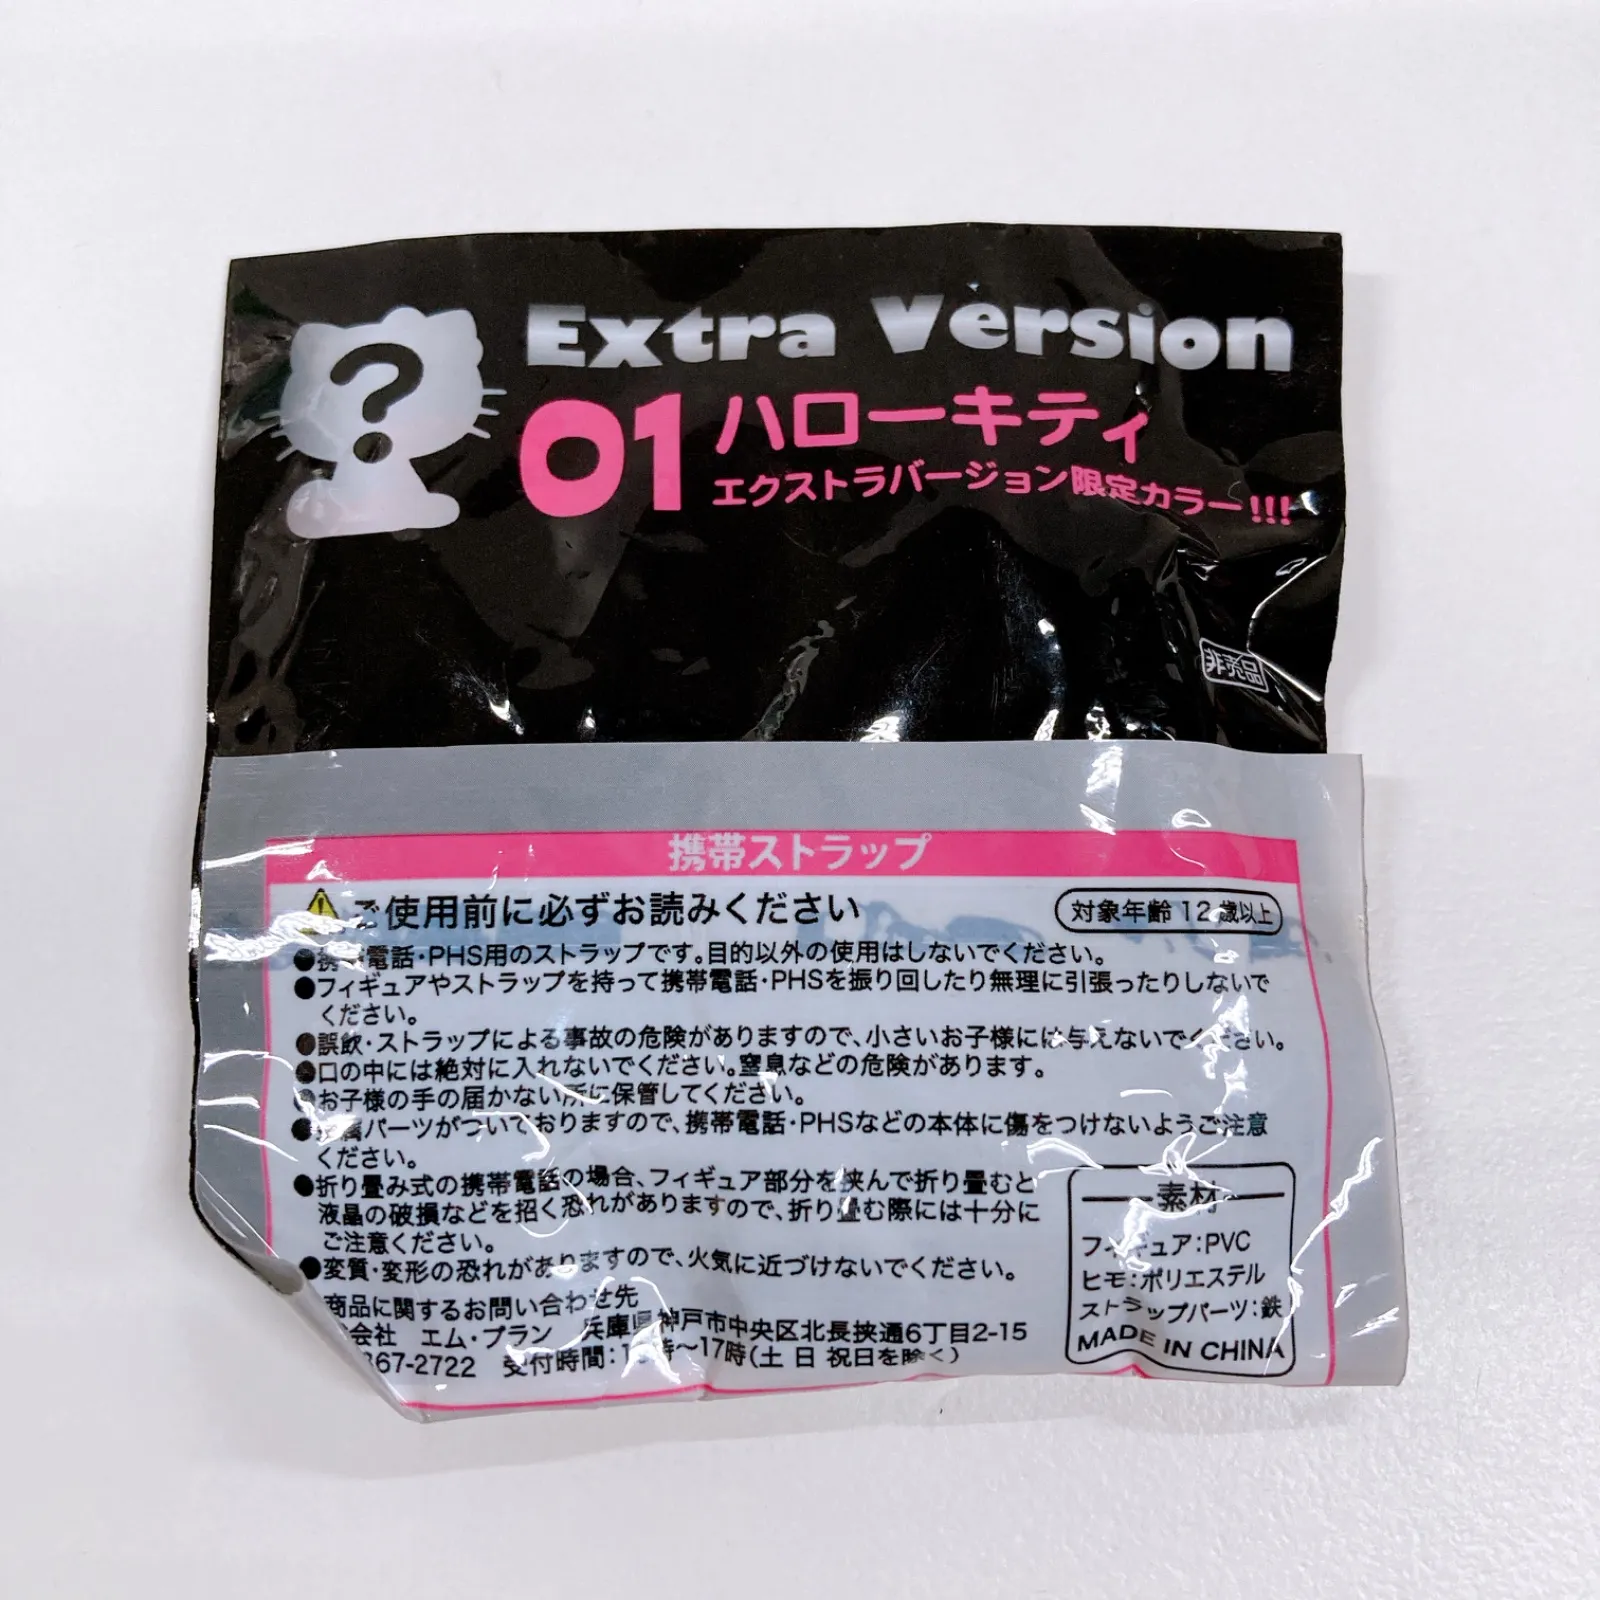 ?
Extra Version
01 ハローキティ
エクストラバージョン限定カラー!!!
非売品
携帯ストラップ
ご使用前に必ずお読みください
対象年齢12歳以上
●携帯電話・PHS用のストラップです。目的以外の使用はしないでください。
●フィギュアやストラップを持って携帯電話・PHSを振り回したり無理に引張ったりしないで
ください。
●誤飲・ストラップによる事故の危険がありますので、小さいお子様には与えないでください。
●口の中には絶対に入れないでください。窒息などの危険があります。
●お子様の手の届かない所に保管してください。
●金属パーツがついておりますので、携帯電話・PHSなどの本体に傷をつけないようご注意
ください。
●折り畳み式の携帯電話の場合、フィギュア部分を挟んで折り畳むと
液晶の破損などを招く恐れがありますので、折り畳む際には十分に
ご注意ください。
●変質・変形の恐れがありますので、火気に近づけないでください。
商品に関するお問い合わせ先
会社 エム・プラン 兵庫県神戸市中央区北長挟通6丁目2-15
367-2722 受付時間:~17時(土 日 祝日を除く)
素材
フィギュア:PVC
ヒモ:ポリエステル
ストラップパーツ:鉄
MADE IN CHINA